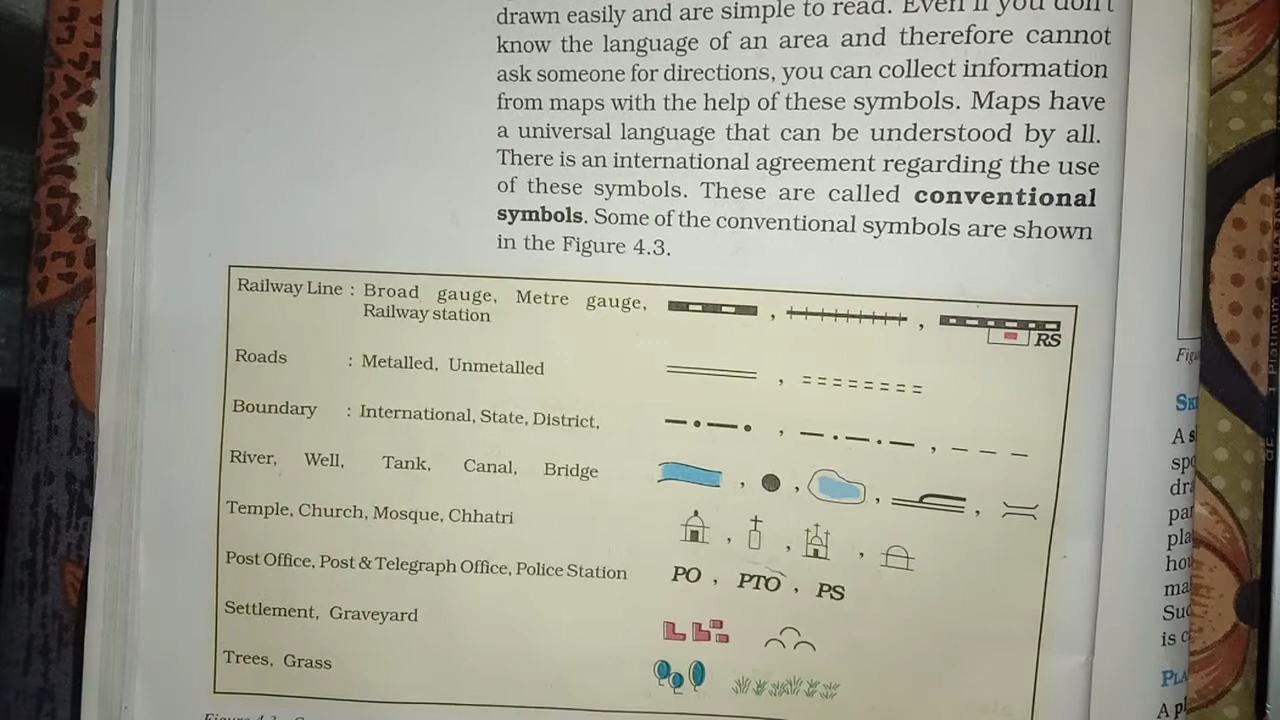 drawn easily and are simple to read. Even if you don't
know the language of an area and therefore cannot
ask someone for directions, you can collect information
from maps with the help of these symbols. Maps have
a universal language that can be understood by all.
There is an international agreement regarding the use
of these symbols. These are called conventional
symbols. Some of the conventional symbols are shown
in the Figure 4.3.
Railway Line : Broad gauge, Metre gauge,
Railway station
RS
Roads : Metalled, Unmetalled
Boundary : International, State, District,
River, Well, Tank, Canal, Bridge
Temple, Church, Mosque, Chhatri
Post Office, Post & Telegraph Office, Police Station PO , PTO , PS
Settlement, Graveyard
Trees, Grass
Figure 4.3
A s
is
A pl